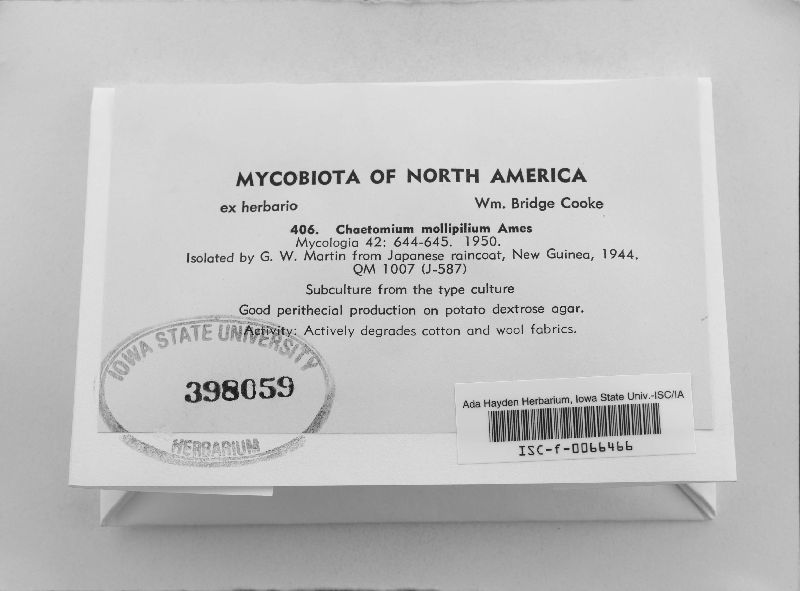 MYCOBIOTA OF NORTH AMERICA
ex herbario Wm. Bridge Cooke
406. Chaetomium mollipilium Ames
Mycologia 42: 644-645. 1950.
Isolated by G. W. Martin from Japanese raincoat, New Guinea, 1944.
QM 1007 (J-587)
Subculture from the type culture
Good perithecial production on potato dextrose agar.
Activity: Actively degrades cotton and wool fabrics.
IOWA STATE UNIVERSITY
398059
HERBARIUM
Ada Hayden Herbarium, Iowa State Univ.-ISC/IA
ISC-f-0066466